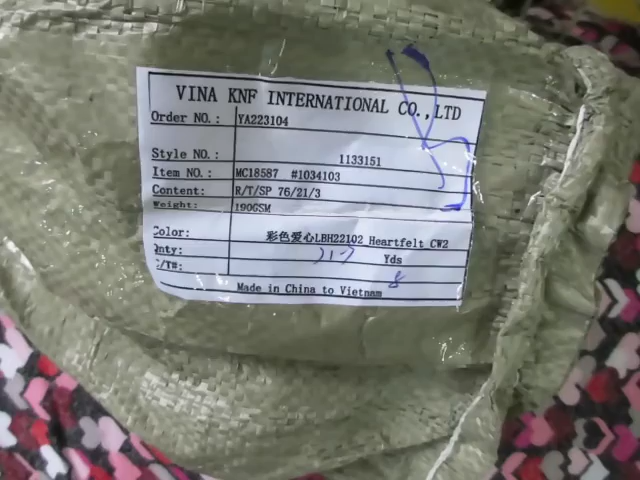 VINA KNF INTERNATIONAL CO.,LTD
Order NO.: YA223104
Style NO.: 1133151
Item NO.: MC18587 #1034103
Content: R/T/SP 76/21/3
Weight: 190GSM
Color: 彩色爱心LBH22102 Heartfelt CW2
Qnty: Yds
C/T#: 8
Made in China to Vietnam